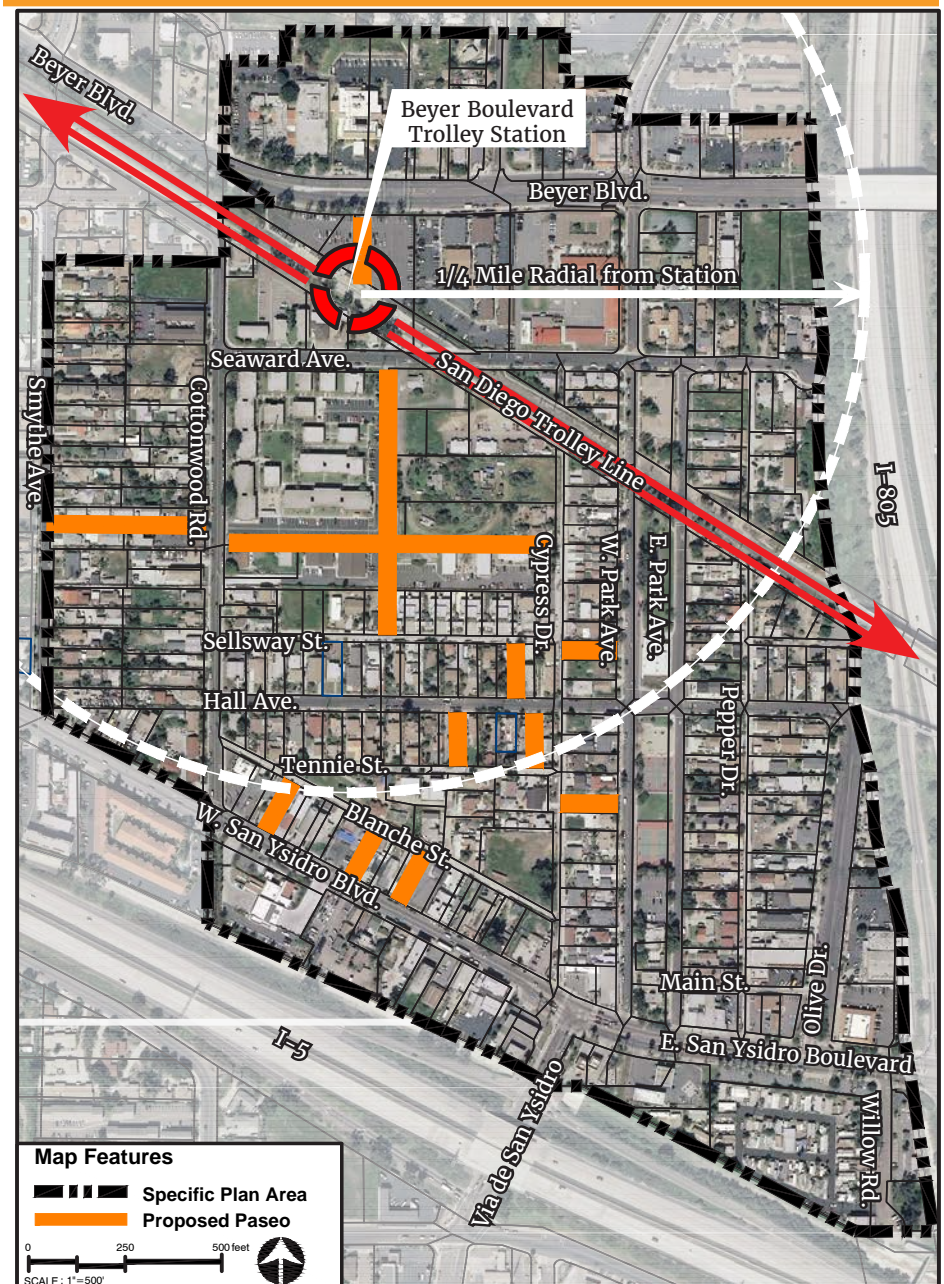 Beyer Blvd.
Beyer Boulevard
Trolley Station
Beyer Blvd.
1/4 Mile Radial from Station
Seaward Ave.
San Diego Trolley Line
Smythe Ave.
Cottonwood Rd.
I-805
Cypress Dr.
W. Park Ave.
E. Park Ave.
Sellsway St.
Hall Ave.
Pepper Dr.
Tennie St.
Blanche St.
W. San Ysidro Blvd.
Main St.
Olive Dr.
I-5
E. San Ysidro Boulevard
Via de San Ysidro
Willow Rd.
Map Features
Specific Plan Area
Proposed Paseo
0 250 500 feet
SCALE : 1"=500'